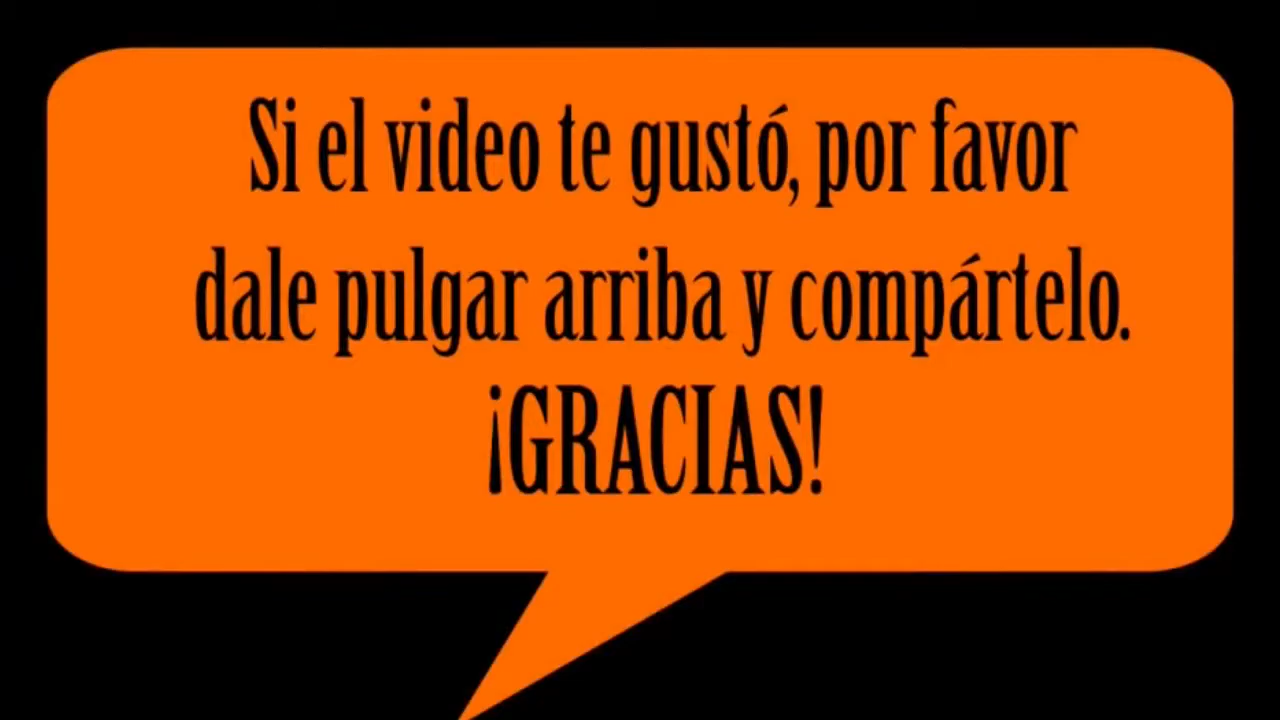 Si el video te gustó, por favor
dale pulgar arriba y compártelo.
¡GRACIAS!